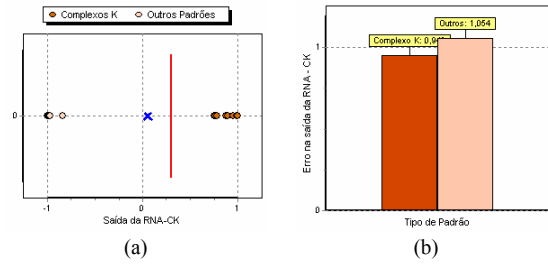 Complexos K Outros Padrões
0
-1 0 1
Saída da RNA-CK
(a)
Outros: 1,054
Complexo K:
1
0
Erro na saída da RNA - CK
Tipo de Padrão
(b)